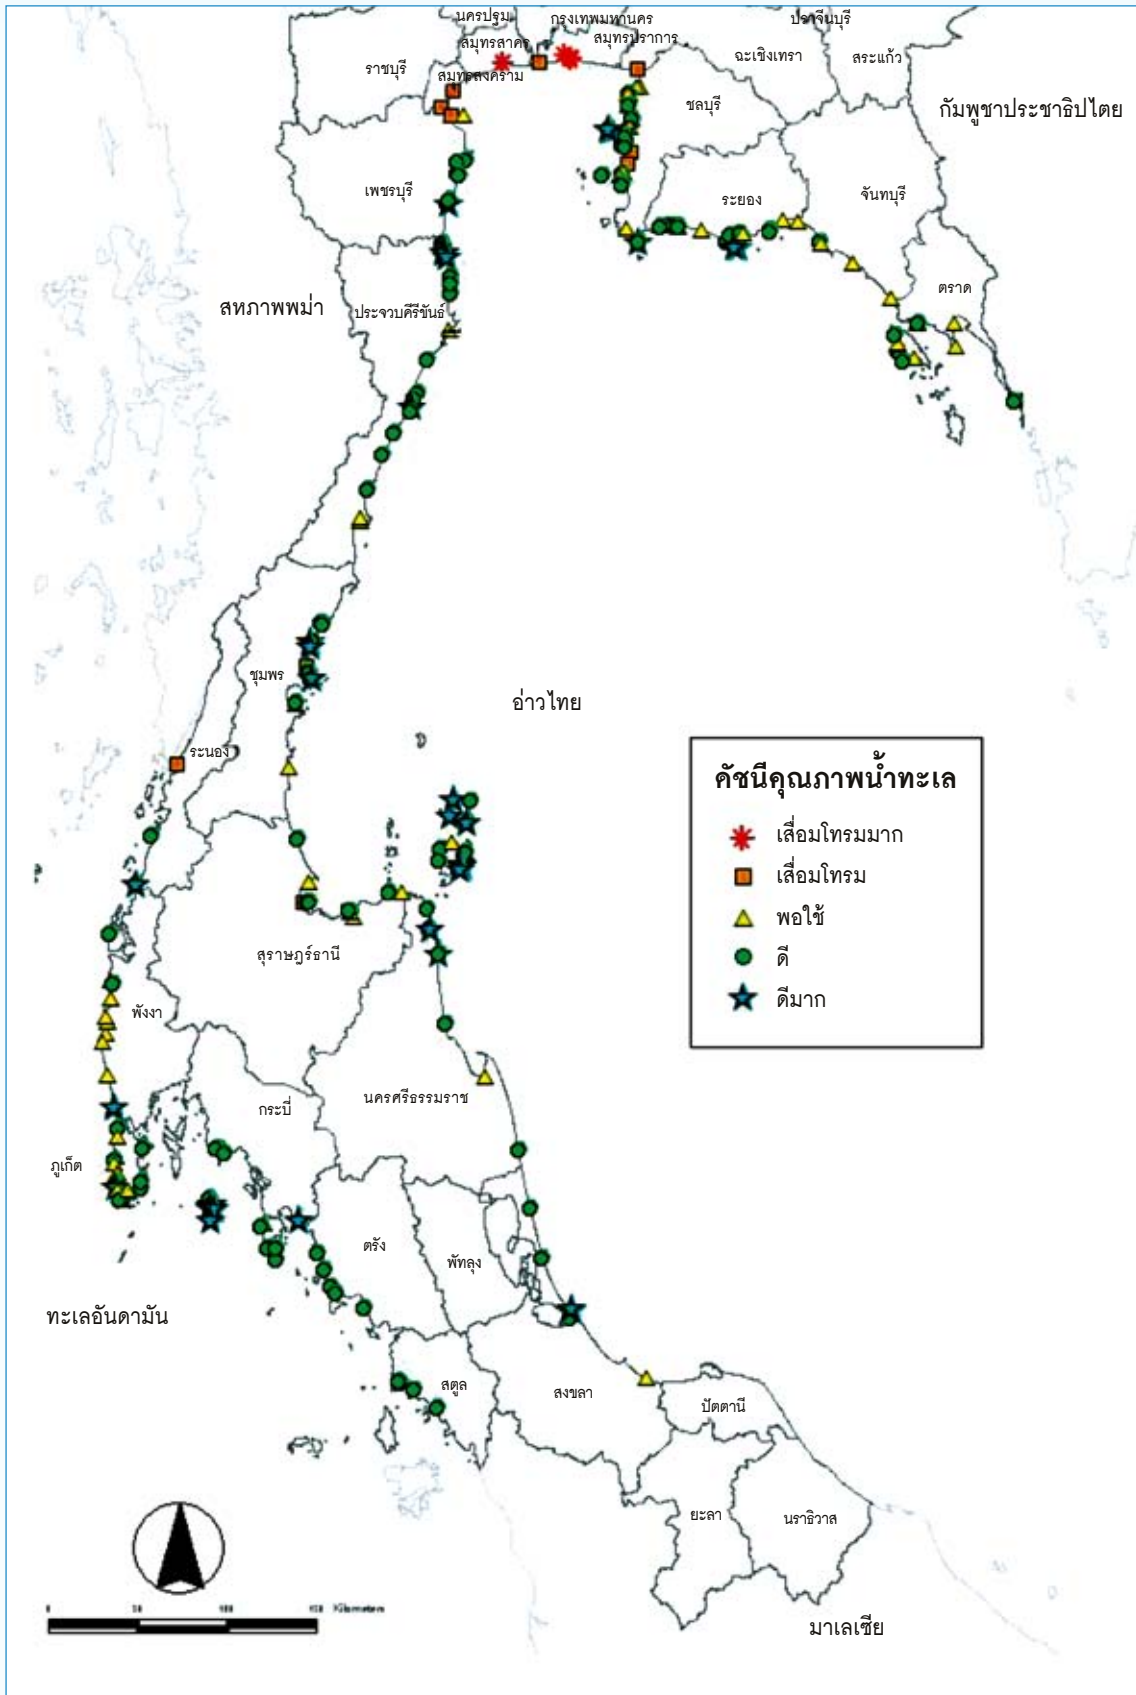 นครปฐม
กรุงเทพมหานคร
ปราจีนบุรี
สมุทรสาคร
สมุทรปราการ
ฉะเชิงเทรา
สระแก้ว
ราชบุรี
สมุทรสงคราม
ชลบุรี
กัมพูชาประชาธิปไตย
เพชรบุรี
ระยอง
จันทบุรี
ตราด
สหภาพพม่า
ประจวบคีรีขันธ์
ชุมพร
อ่าวไทย
ระนอง
ดัชนีคุณภาพน้ำทะเล
เสื่อมโทรมมาก
เสื่อมโทรม
พอใช้
ดี
ดีมาก
สุราษฎร์ธานี
พังงา
กระบี่
นครศรีธรรมราช
ภูเก็ต
ตรัง
พัทลุง
ทะเลอันดามัน
สตูล
สงขลา
ปัตตานี
ยะลา
นราธิวาส
มาเลเซีย
Kilometers